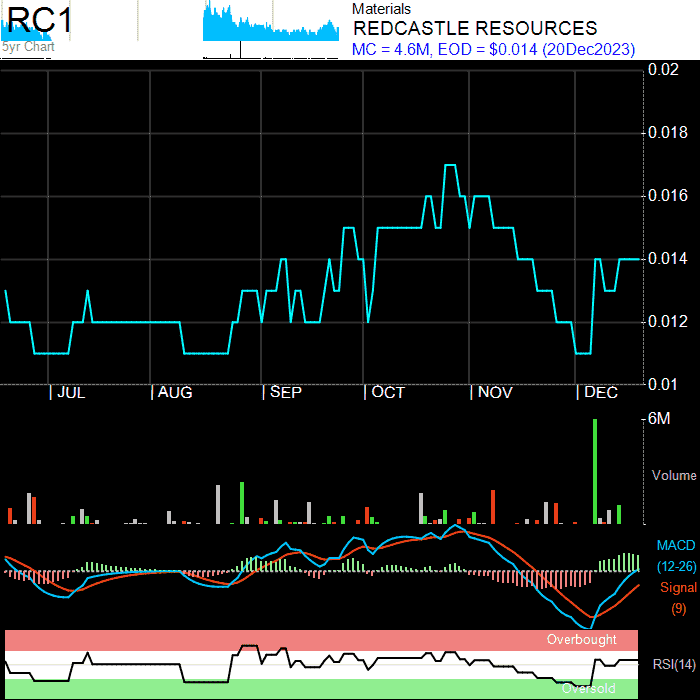 RC1
5yr Chart
Materials
REDCASTLE RESOURCES
MC = 4.6M, EOD = $0.014 (20Dec2023)
0.02
0.018
0.016
0.014
0.012
0.01
| JUL | AUG | SEP | OCT | NOV | DEC
6M
Volume
MACD
(12-26)
Signal
(9)
Overbought
RSI(14)
Oversold